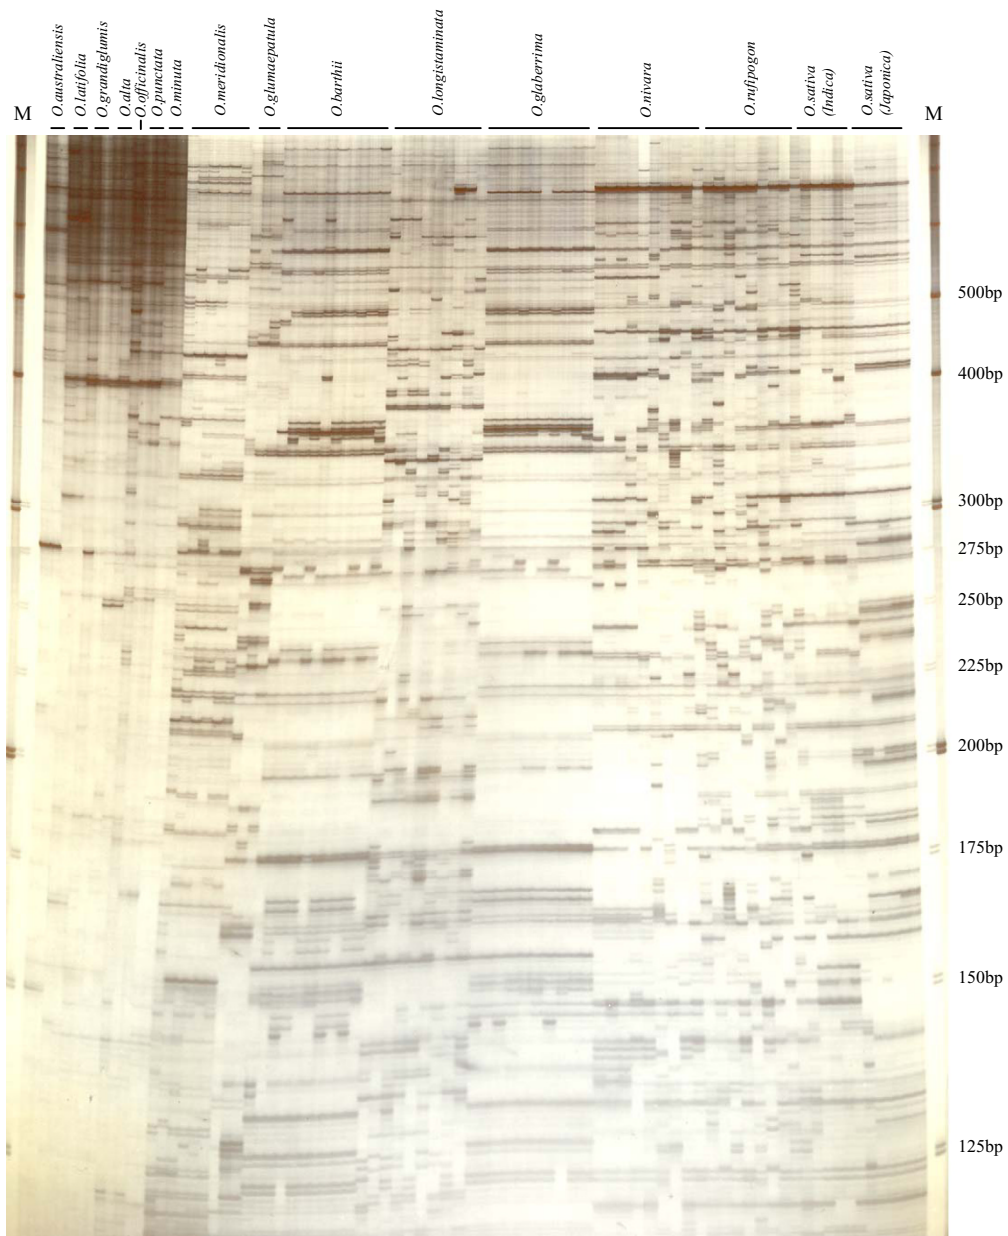 M
O.australiensis
O.latifolia
O.grandiglumis
O.alta
O.officinalis
O.punctata
O.minuta
O.meridionalis
O.glumaepatula
O.barthii
O.longistaminata
O.glaberrima
O.nivara
O.rufipogon
O.sativa
(Indica)
O.sativa
(Japonica)
M
500bp
400bp
300bp
275bp
250bp
225bp
200bp
175bp
150bp
125bp